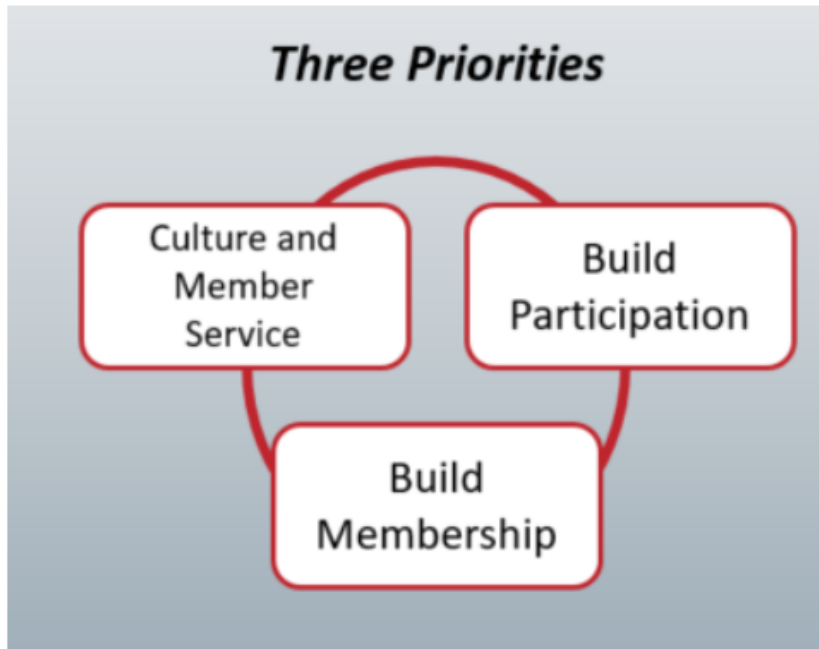 Three Priorities
Culture and
Member
Service
Build
Participation
Build
Membership